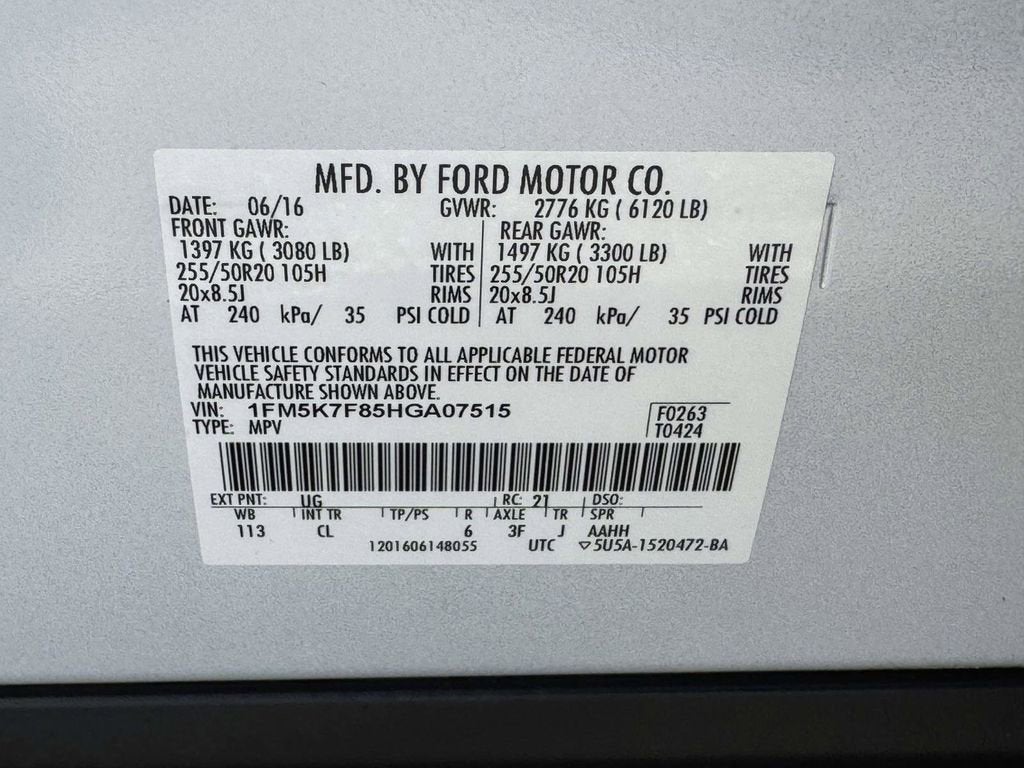 MFD. BY FORD MOTOR CO.
DATE: 06/16 GVWR: 2776 KG ( 6120 LB)
FRONT GAWR: REAR GAWR:
1397 KG ( 3080 LB) WITH 1497 KG ( 3300 LB) WITH
255/50R20 105H TIRES 255/50R20 105H TIRES
20x8.5J RIMS 20x8.5J RIMS
AT 240 kPa/ 35 PSI COLD AT 240 kPa/ 35 PSI COLD
THIS VEHICLE CONFORMS TO ALL APPLICABLE FEDERAL MOTOR
VEHICLE SAFETY STANDARDS IN EFFECT ON THE DATE OF
MANUFACTURE SHOWN ABOVE.
VIN: 1FM5K7F85HGA07515 F0263
TYPE: MPV T0424
EXT PNT: UG RC: 21 DSO:
WB INT TR TP/PS R AXLE TR SPR
113 CL 6 3F J AAHH
1201606148055 UTC ▽5U5A-1520472-BA